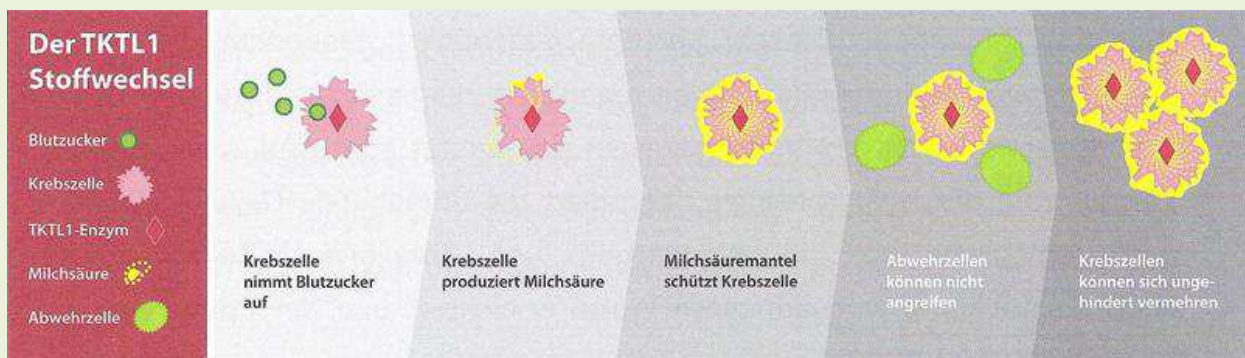 Der TKTL1
Stoffwechsel
Blutzucker
Krebszelle
TKTL1-Enzym
Milchsäure
Abwehrzelle
Krebszelle
nimmt Blutzucker
auf
Krebszelle
produziert Milchsäure
Milchsäuremantel
schützt Krebszelle
Abwehrzellen
können nicht
angreifen
Krebszellen
können sich unge-
hindert vermehren